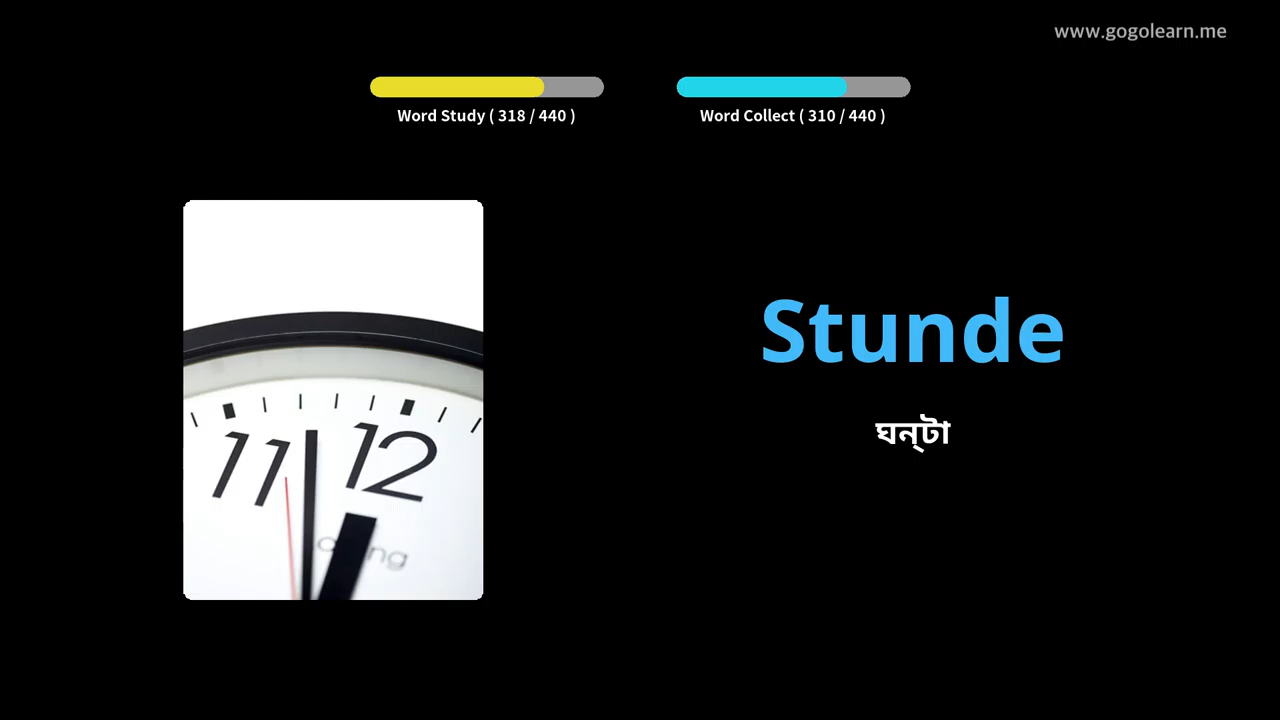 www.gogolearn.me
Word Study ( 318 / 440 )
Word Collect ( 310 / 440 )
11 12
Stunde
ঘন্টা